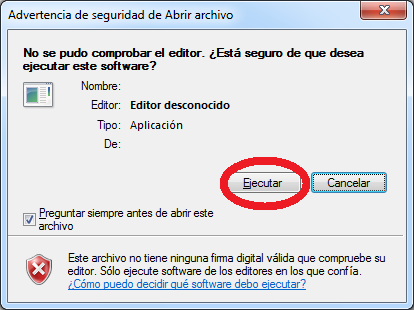 Advertencia de seguridad de Abrir archivo
No se pudo comprobar el editor. ¿Está seguro de que desea
ejecutar este software?
Nombre:
Editor: Editor desconocido
Tipo: Aplicación
De:
Ejecutar Cancelar
Preguntar siempre antes de abrir este
archivo
Este archivo no tiene ninguna firma digital válida que compruebe su
editor. Sólo ejecute software de los editores en los que confía.
¿Cómo puedo decidir qué software debo ejecutar?